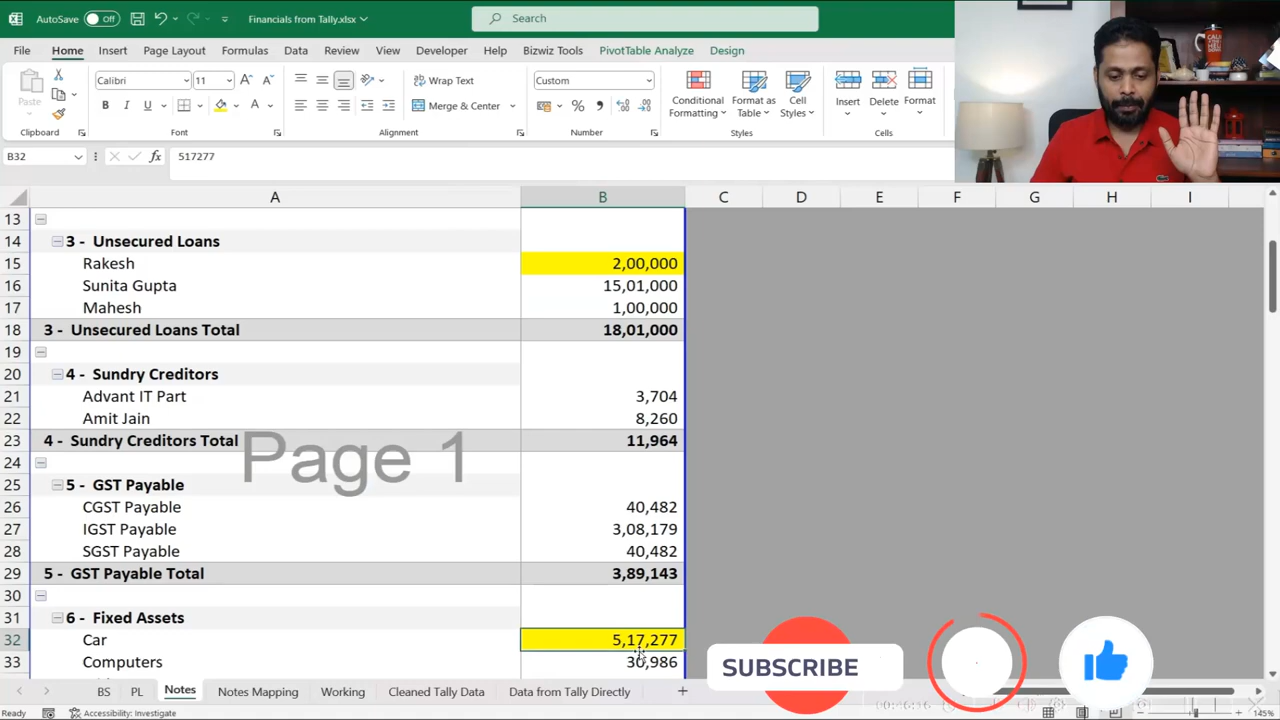 AutoSave Off Financials from Tally.xlsx Search
File Home Insert Page Layout Formulas Data Review View Developer Help Bizwiz Tools PivotTable Analyze Design
Calibri 11 Wrap Text Custom
Paste B I U Merge & Center Conditional Formatting Format as Table Cell Styles Insert Delete Format
Clipboard Font Alignment Number Styles Cells
B32 fx 517277
A B C D E F G H I
13
14 3 - Unsecured Loans
15 Rakesh 2,00,000
16 Sunita Gupta 15,01,000
17 Mahesh 1,00,000
18 3 - Unsecured Loans Total 18,01,000
19
20 4 - Sundry Creditors
21 Advant IT Part 3,704
22 Amit Jain 8,260
23 4 - Sundry Creditors Total 11,964
Page 1
24
25 5 - GST Payable
26 CGST Payable 40,482
27 IGST Payable 3,08,179
28 SGST Payable 40,482
29 5 - GST Payable Total 3,89,143
30
31 6 - Fixed Assets
32 Car 5,17,277
33 Computers 36,986
SUBSCRIBE
BS PL Notes Notes Mapping Working Cleaned Tally Data Data from Tally Directly
Ready Accessibility: Investigate 145%